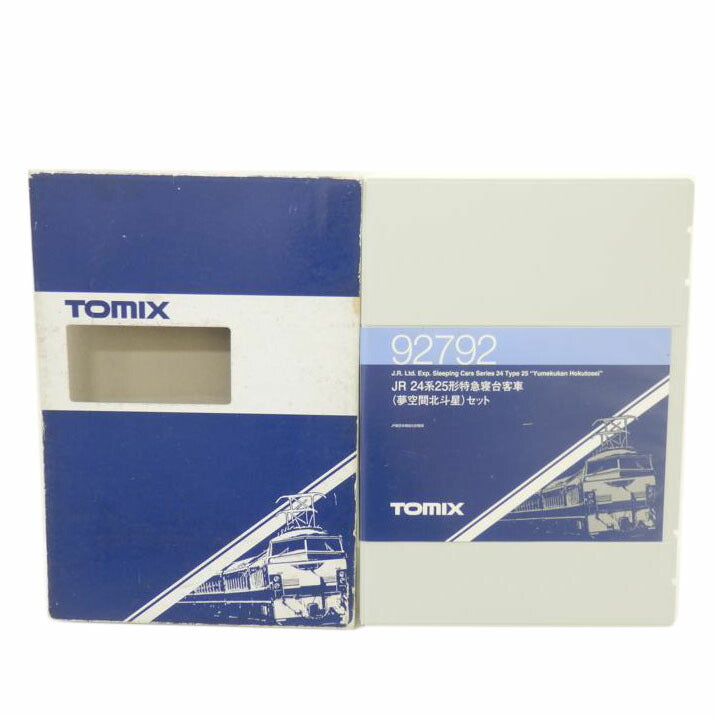 TOMIX
92792
J.R. Ltd. Exp. Sleeping Cars Series 24 Type 25 "Yumekukan Hokutosei"
JR 24系25形特急寝台客車
(夢空間北斗星)セット
TOMIX